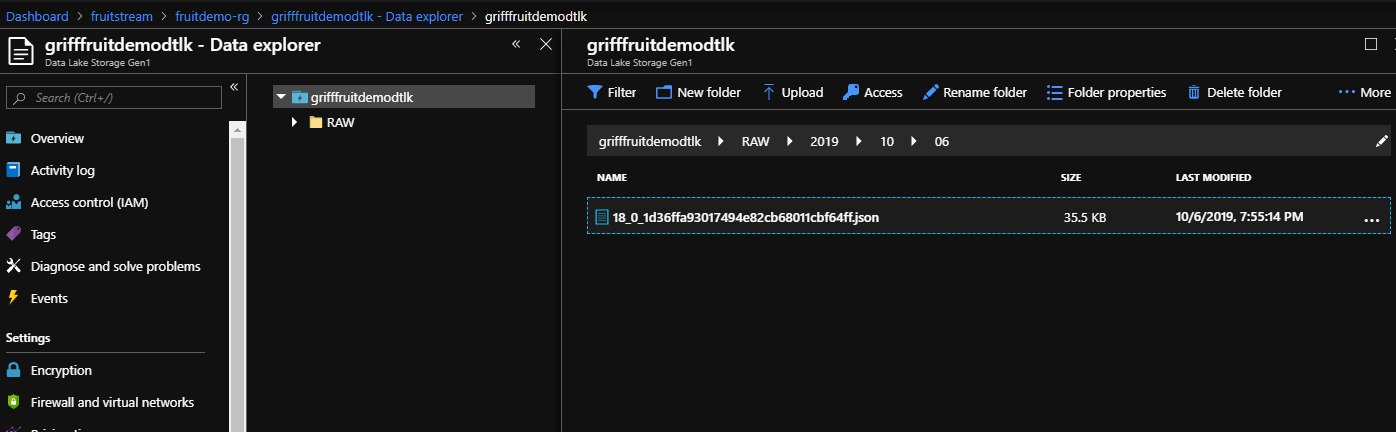 Dashboard > fruitstream > fruitdemo-rg > grifffruitdemodtlk - Data explorer > grifffruitdemodtlk
grifffruitdemodtlk - Data explorer
Data Lake Storage Gen1
Search (Ctrl+/)
Overview
Activity log
Access control (IAM)
Tags
Diagnose and solve problems
Events
Settings
Encryption
Firewall and virtual networks
grifffruitdemodtlk
RAW
grifffruitdemodtlk
Data Lake Storage Gen1
Filter New folder Upload Access Rename folder Folder properties Delete folder More
grifffruitdemodtlk RAW 2019 10 06
NAME SIZE LAST MODIFIED
18_0_1d36ffa93017494e82cb68011cbf64ff.json 35.5 KB 10/6/2019, 7:55:14 PM